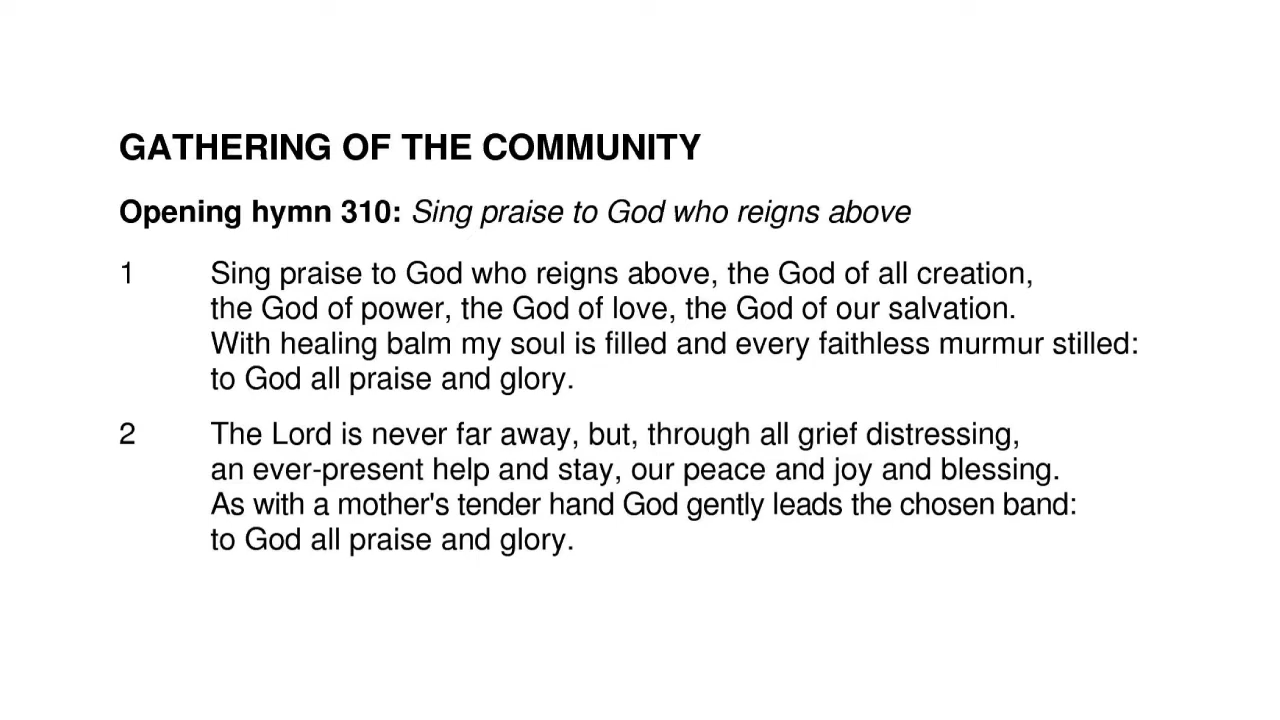 GATHERING OF THE COMMUNITY
Opening hymn 310: Sing praise to God who reigns above
1 Sing praise to God who reigns above, the God of all creation,
the God of power, the God of love, the God of our salvation.
With healing balm my soul is filled and every faithless murmur stilled:
to God all praise and glory.
2 The Lord is never far away, but, through all grief distressing,
an ever-present help and stay, our peace and joy and blessing.
As with a mother's tender hand God gently leads the chosen band:
to God all praise and glory.